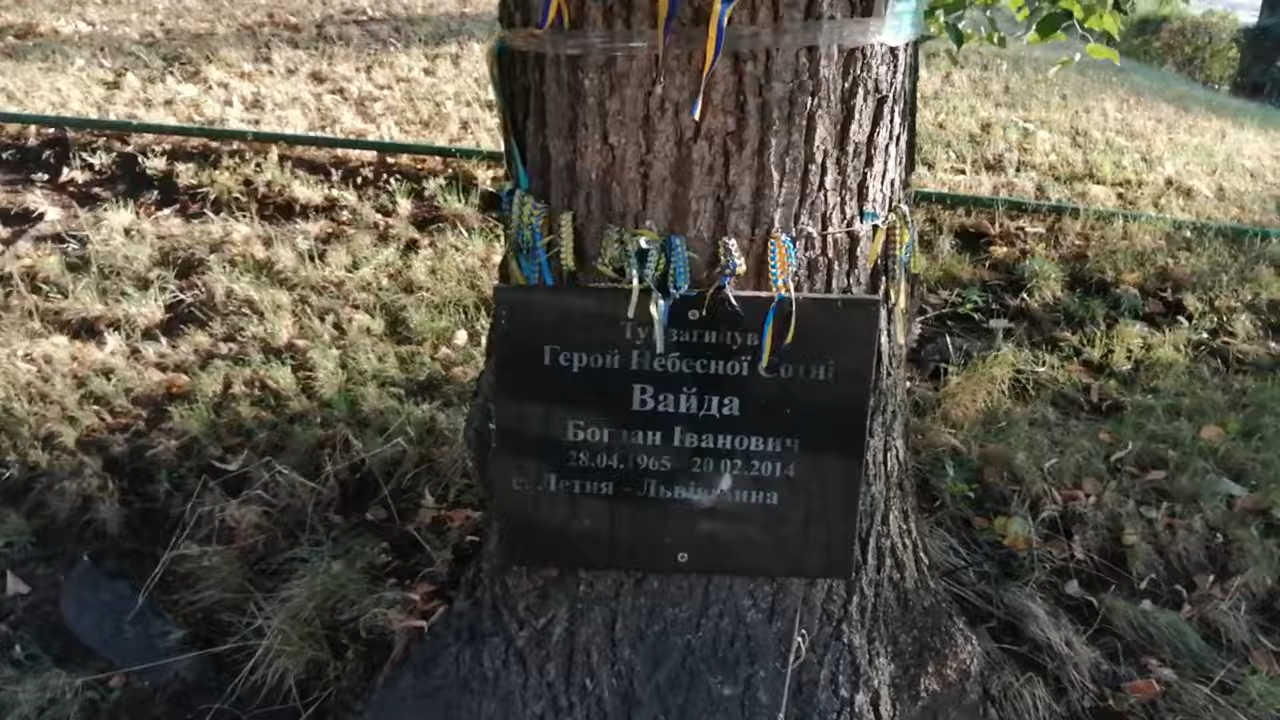 Тут загинув
Герой Небесної Сотні
Вайда
Богдан Іванович
28.04.1965 20.02.2014
с. Летня - Львівщина